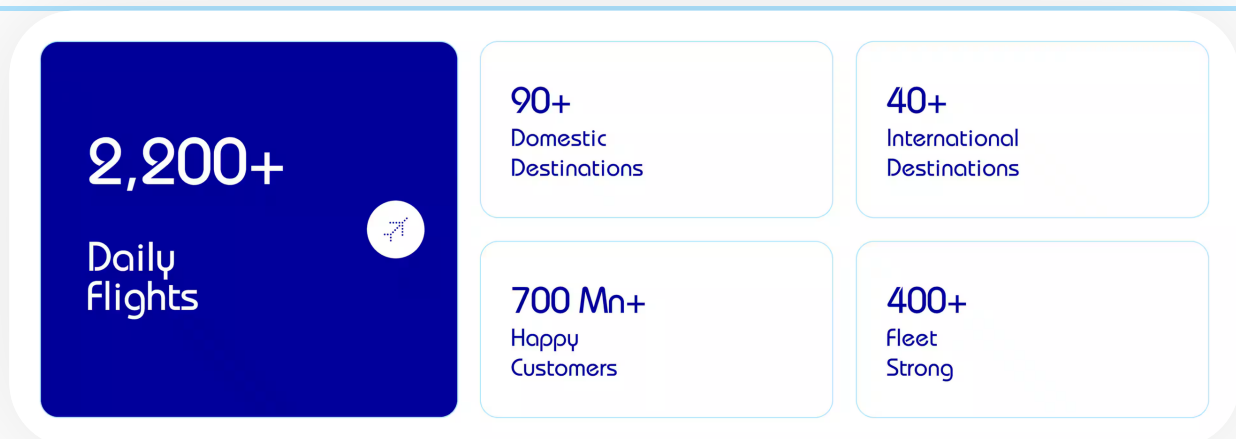 2,200+
Daily
Flights
90+
Domestic
Destinations
40+
International
Destinations
700 Mn+
Happy
Customers
400+
Fleet
Strong